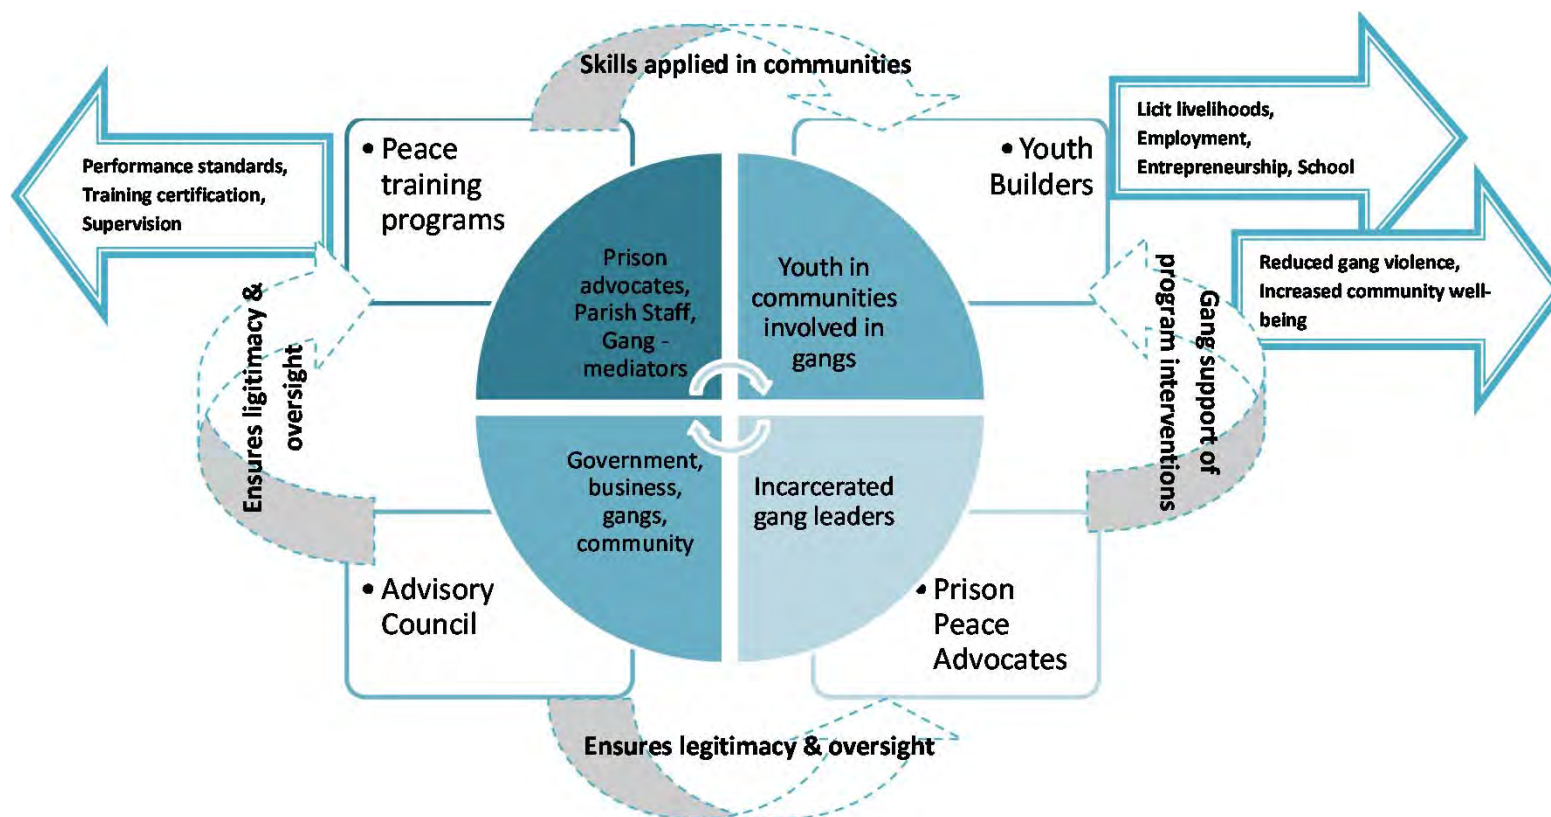 Skills applied in communities
Performance standards,
Training certification,
Supervision
• Peace
training
programs
• Youth
Builders
Licit livelihoods,
Employment,
Entrepreneurship, School
Reduced gang violence,
Increased community well-
being
Prison
advocates,
Parish Staff,
Gang -
mediators
Youth in
communities
involved in
gangs
Ensures ligitimacy &
oversight
Gang support of
program interventions
Government,
business,
gangs,
community
Incarcerated
gang leaders
• Advisory
Council
• Prison
Peace
Advocates
Ensures legitimacy & oversight